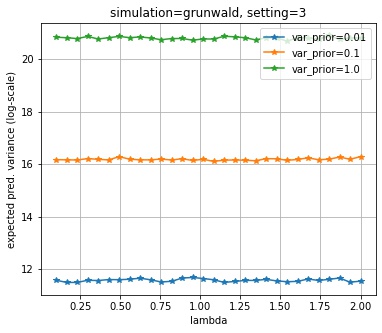 simulation=grunwald, setting=3
var_prior=0.01
var_prior=0.1
var_prior=1.0
expected pred. variance (log-scale)
20
18
16
14
12
0.25 0.50 0.75 1.00 1.25 1.50 1.75 2.00
lambda